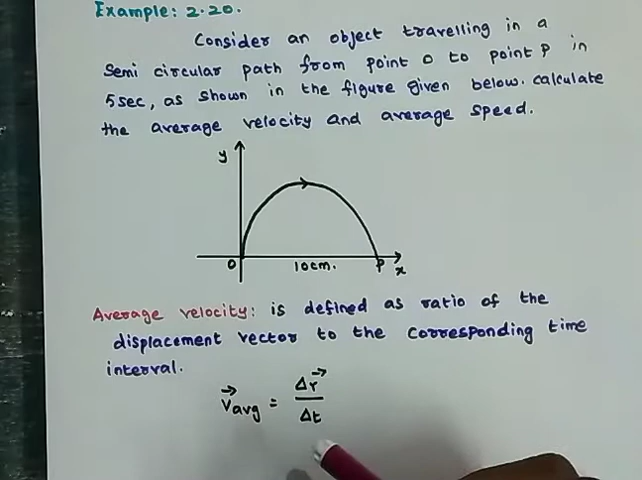 Example: 2.20.
Consider an object travelling in a
semi circular path from point O to point P in
5sec, as shown in the figure given below. calculate
the average velocity and average speed.
y
O 10cm. P x
Average velocity: is defined as ratio of the
displacement vector to the corresponding time
interval.
v⃗avg = Δr⃗ / Δt